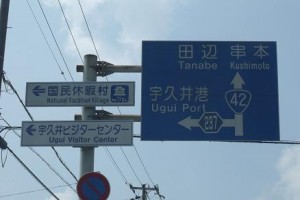 ←国民休暇村
National Vacation Village
←宇久井ビジターセンター
Ugui Visitor Center
田辺 串本
Tanabe Kushimoto
宇久井港
Ugui Port
42
237